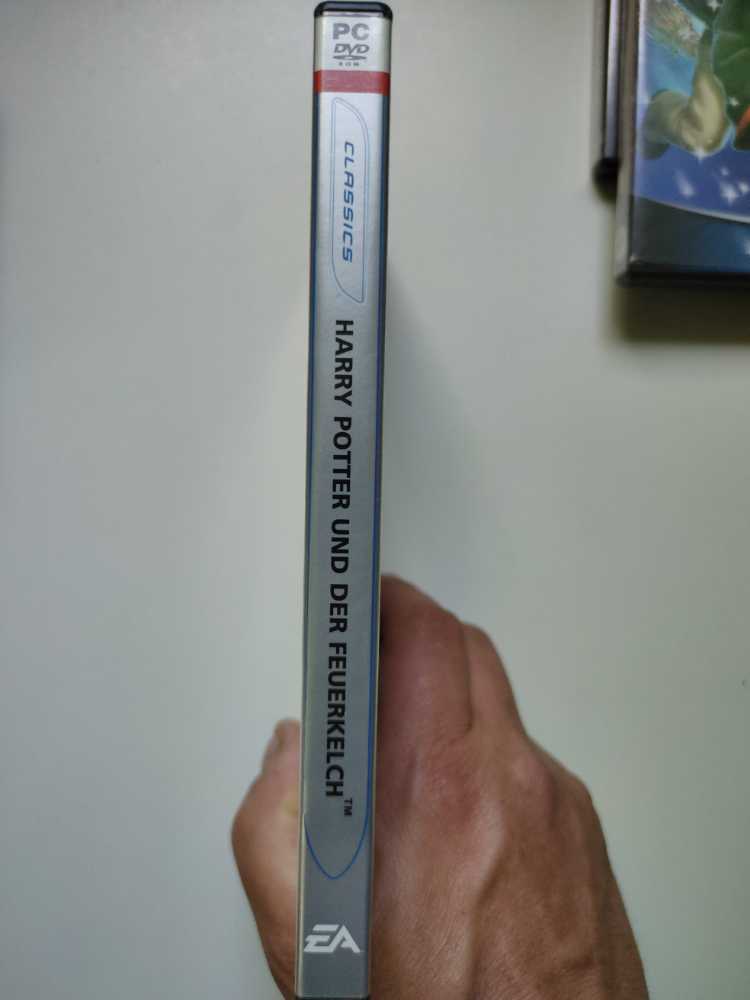 PC
DVD
ROM
CLASSICS
HARRY POTTER UND DER FEUERKELCH™
EA